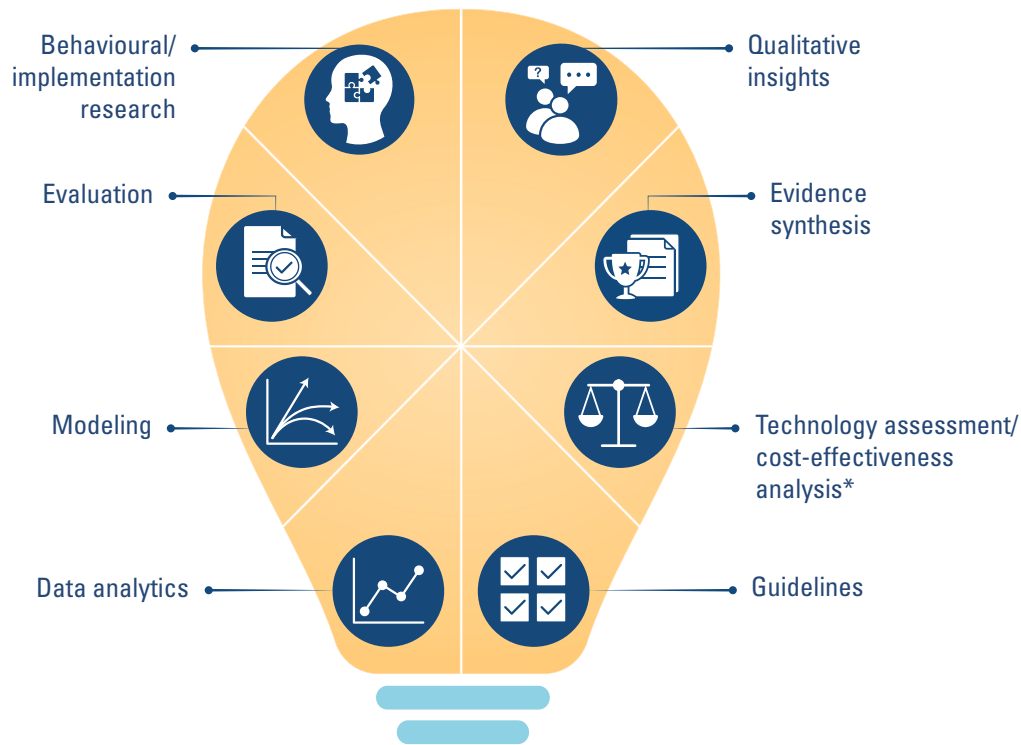 Behavioural/
implementation
research
Qualitative
insights
?
Evaluation
Evidence
synthesis
Modeling
Technology assessment/
cost-effectiveness
analysis*
Data analytics
Guidelines